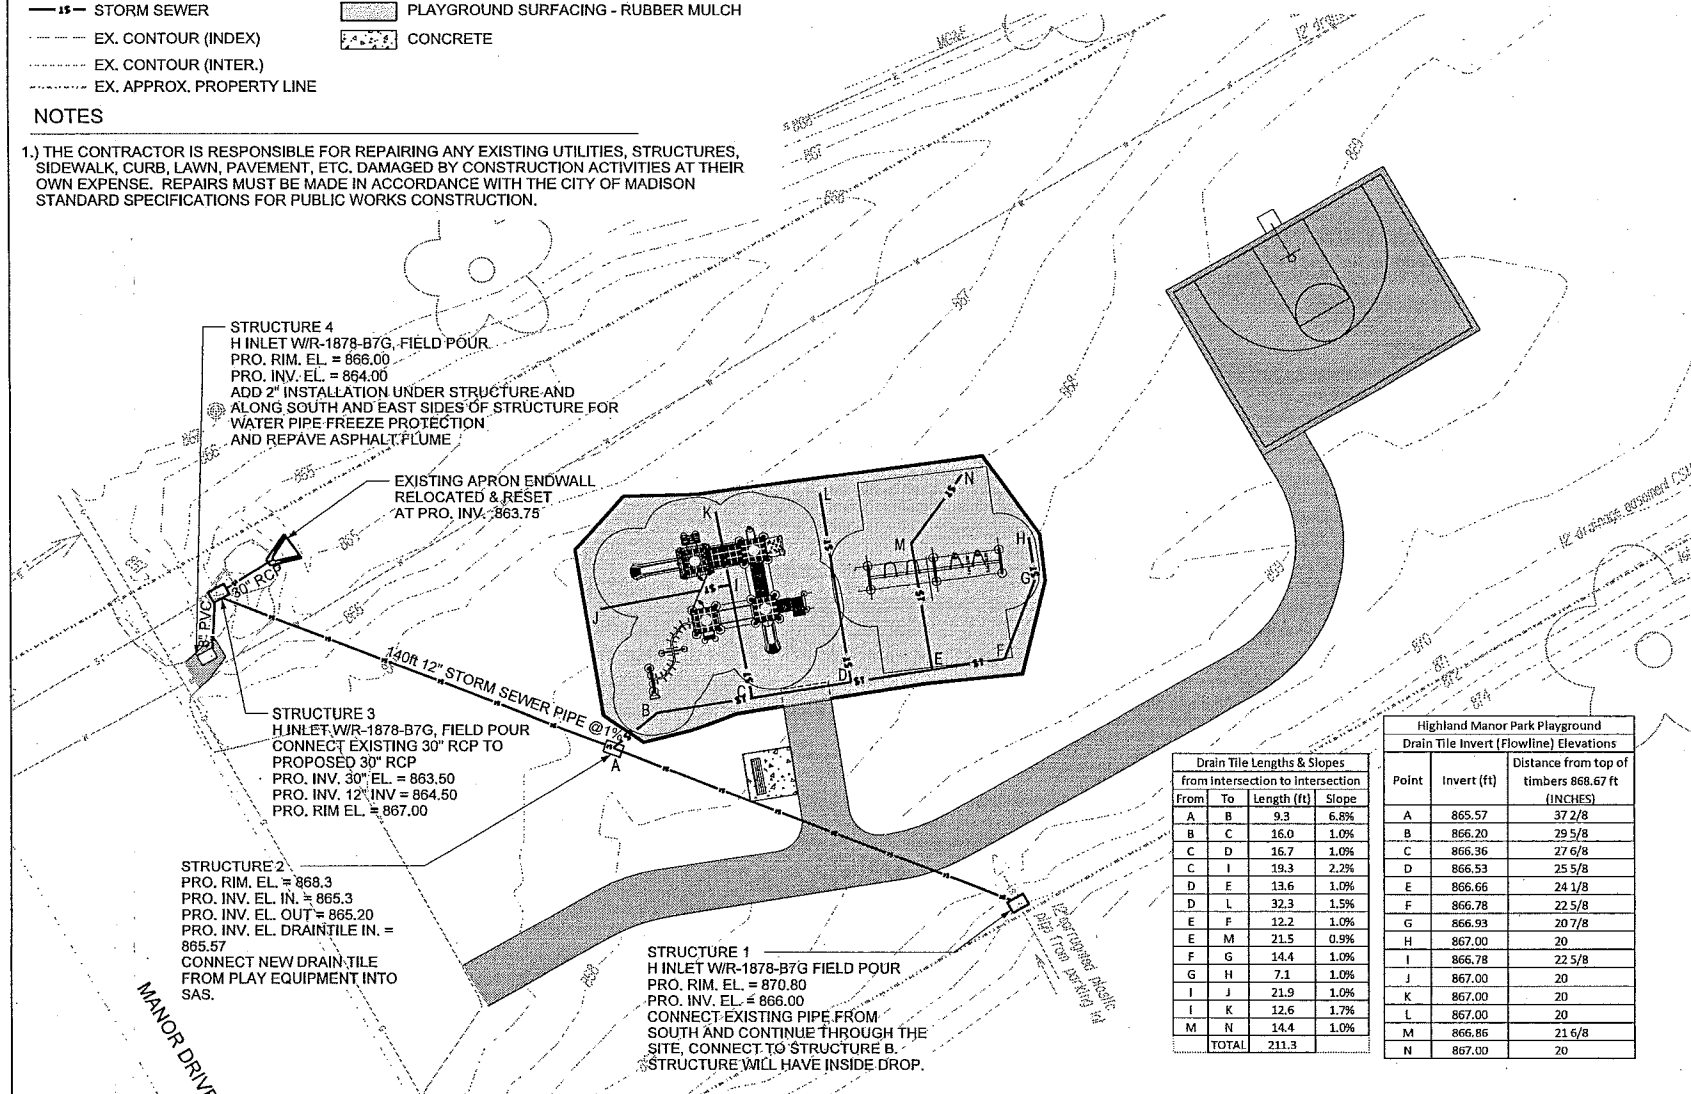 STORM SEWER
PLAYGROUND SURFACING - RUBBER MULCH
EX. CONTOUR (INDEX)
CONCRETE
EX. CONTOUR (INTER.)
EX. APPROX. PROPERTY LINE
NOTES
1.) THE CONTRACTOR IS RESPONSIBLE FOR REPAIRING ANY EXISTING UTILITIES, STRUCTURES,
SIDEWALK, CURB, LAWN, PAVEMENT, ETC. DAMAGED BY CONSTRUCTION ACTIVITIES AT THEIR
OWN EXPENSE. REPAIRS MUST BE MADE IN ACCORDANCE WITH THE CITY OF MADISON
STANDARD SPECIFICATIONS FOR PUBLIC WORKS CONSTRUCTION.
STRUCTURE 4
H INLET W/R-1878-B7G, FIELD POUR
PRO. RIM. EL. = 866.00
PRO. INV. EL. = 864.00
ADD 2" INSTALLATION UNDER STRUCTURE AND
ALONG SOUTH AND EAST SIDES OF STRUCTURE FOR
WATER PIPE FREEZE PROTECTION
AND REPAVE ASPHALT FLUME
EXISTING APRON ENDWALL
RELOCATED & RESET
AT PRO. INV. 863.75
30" RCP
8" PVC
140ft 12" STORM SEWER PIPE @1%
STRUCTURE 3
H INLET W/R-1878-B7G, FIELD POUR
CONNECT EXISTING 30" RCP TO
PROPOSED 30" RCP
PRO. INV. 30" EL. = 863.50
PRO. INV. 12" INV = 864.50
PRO. RIM EL. = 867.00
STRUCTURE 2
PRO. RIM. EL. = 868.3
PRO. INV. EL. IN. = 865.3
PRO. INV. EL. OUT = 865.20
PRO. INV. EL. DRAINTILE IN. =
865.57
CONNECT NEW DRAIN TILE
FROM PLAY EQUIPMENT INTO
SAS.
MANOR DRIVE
STRUCTURE 1
H INLET W/R-1878-B7G FIELD POUR
PRO. RIM. EL. = 870.80
PRO. INV. EL. = 866.00
CONNECT EXISTING PIPE FROM
SOUTH AND CONTINUE THROUGH THE
SITE, CONNECT TO STRUCTURE B.
STRUCTURE WILL HAVE INSIDE DROP.
12" corrugated plastic
pipe from parking lot
K
L
N
M
H
G
J
F
E
D
C
B
A
867
866
867
868
869
870
871
872
874
Drain Tile Lengths & Slopes
from intersection to intersection
From To Length (ft) Slope
A B 9.3 6.8%
B C 16.0 1.0%
C D 16.7 1.0%
C I 19.3 2.2%
D E 13.6 1.0%
D L 32.3 1.5%
E F 12.2 1.0%
E M 21.5 0.9%
F G 14.4 1.0%
G H 7.1 1.0%
I J 21.9 1.0%
I K 12.6 1.7%
M N 14.4 1.0%
TOTAL 211.3
Highland Manor Park Playground
Drain Tile Invert (Flowline) Elevations
Point Invert (ft) Distance from top of
timbers 868.67 ft
(INCHES)
A 865.57 37 2/8
B 866.20 29 5/8
C 866.36 27 6/8
D 866.53 25 5/8
E 866.66 24 1/8
F 866.78 22 5/8
G 866.93 20 7/8
H 867.00 20
I 866.78 22 5/8
J 867.00 20
K 867.00 20
L 867.00 20
M 866.86 21 6/8
N 867.00 20